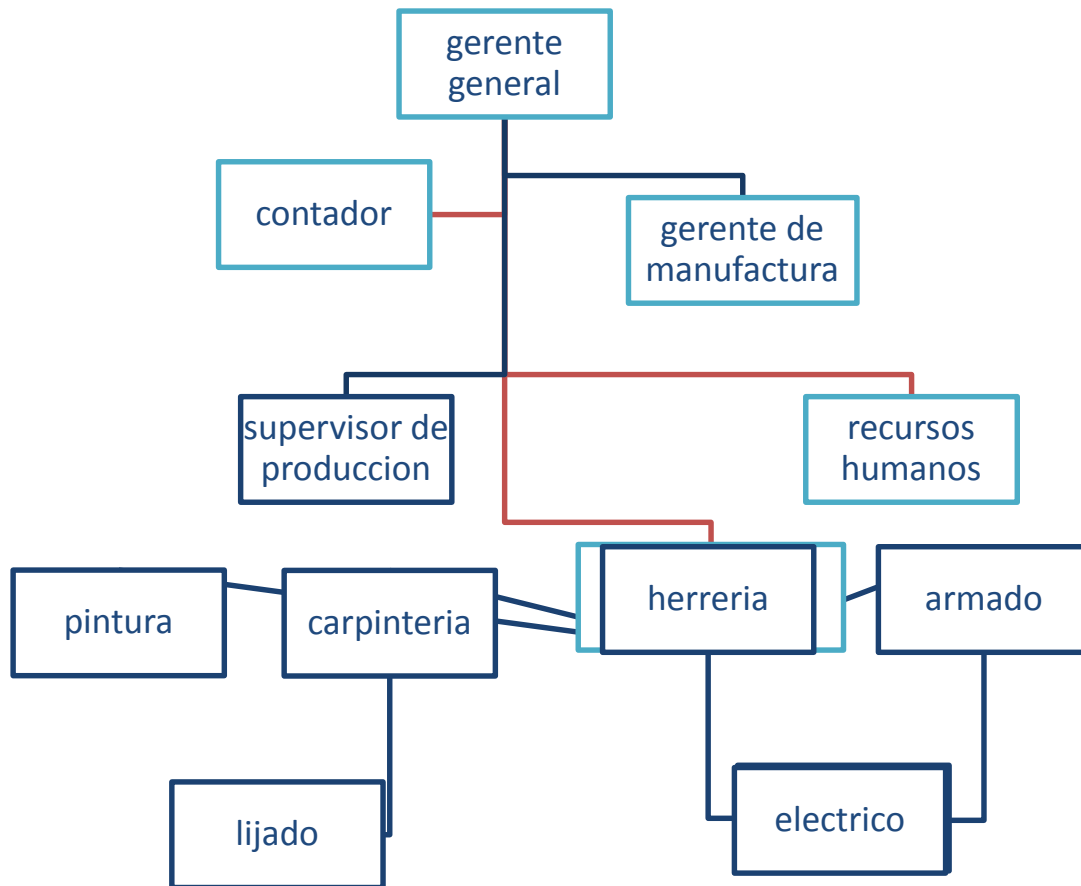 gerente
general
contador
gerente de
manufactura
supervisor de
produccion
recursos
humanos
pintura
carpinteria
herreria
armado
lijado
electrico